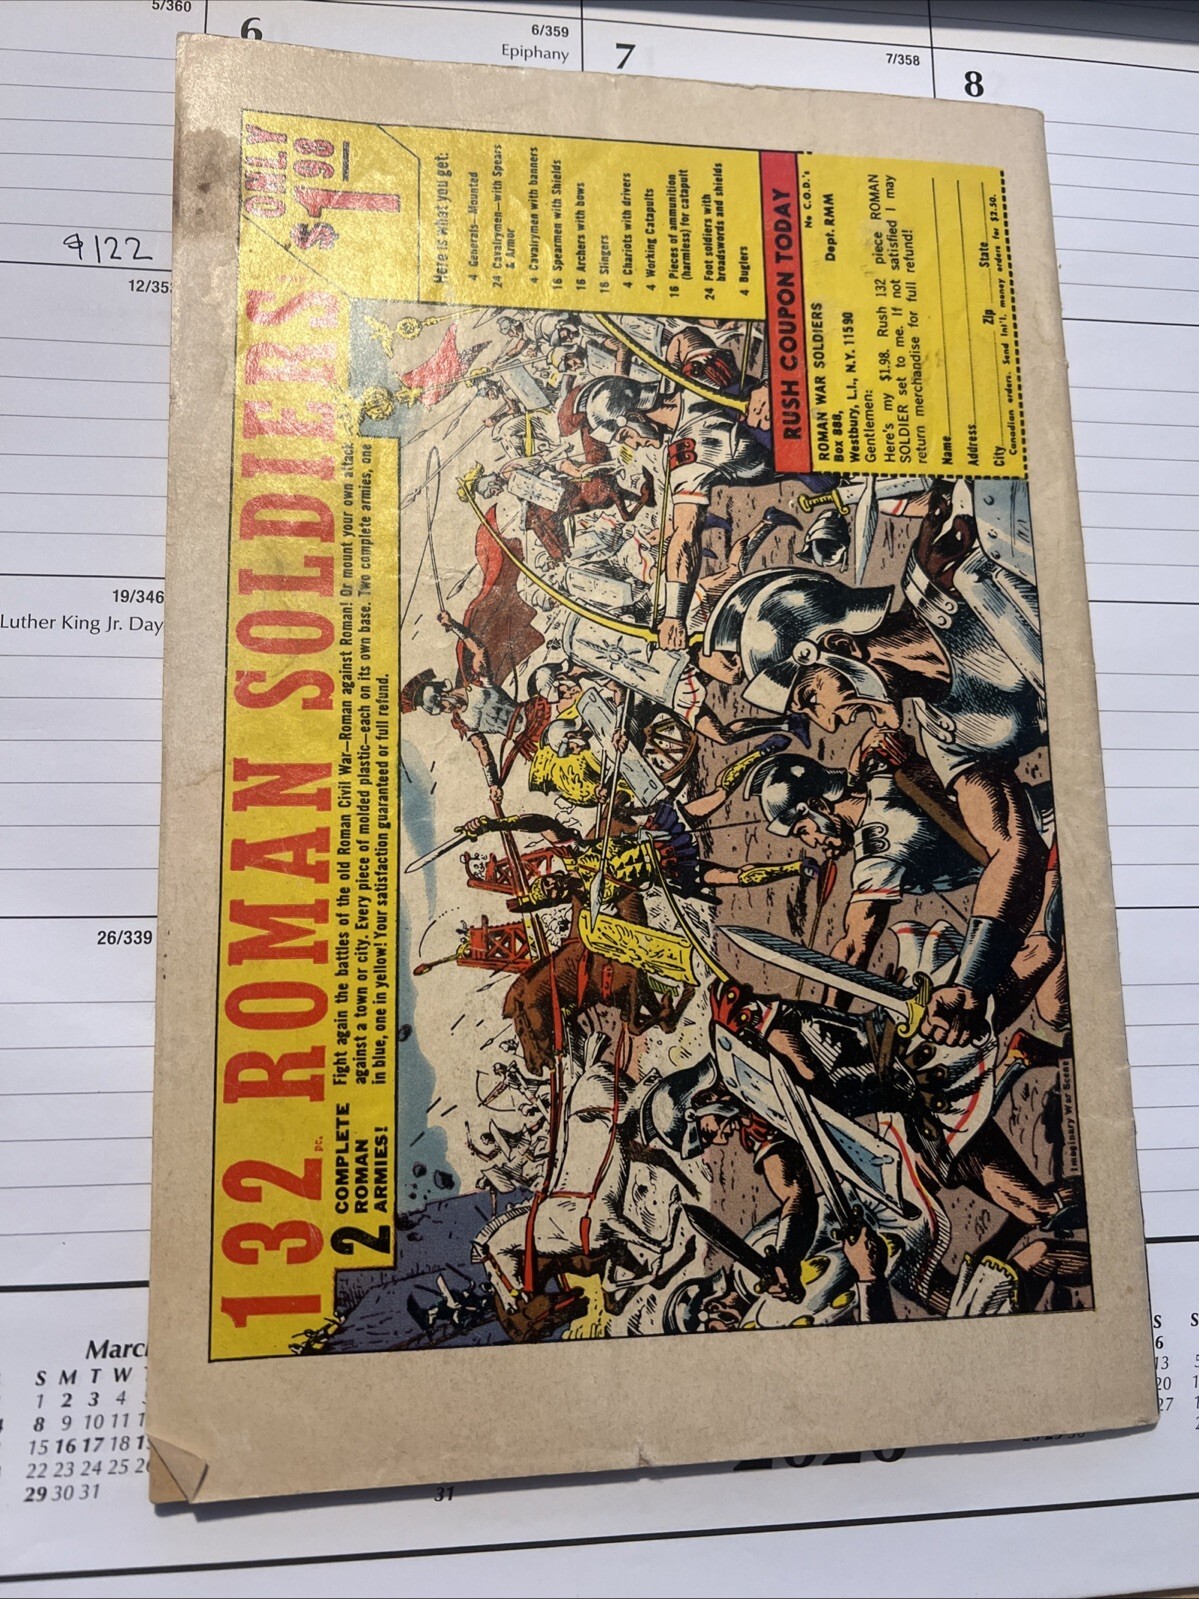 5/360
6
6/359
Epiphany
7
7/358
8
$122
12/35
19/346
Luther King Jr. Day
26/339
132 pc. ROMAN SOLDIERS
ONLY
$1.98
2 COMPLETE
ROMAN
ARMIES!
Fight again the battles of the old Roman Civil War—Roman against Roman! Or mount your own attack
against a town or city. Every piece of molded plastic—each on its own base. Two complete armies, one
in blue, one in yellow! Your satisfaction guaranteed or full refund.
Here is what you get:
4 Generals—Mounted
24 Cavalrymen—with Spears
& Armor
4 Cavalrymen with banners
16 Spearmen with Shields
16 Archers with bows
16 Slingers
4 Chariots with drivers
4 Working Catapults
16 Pieces of ammunition
(harmless) for catapult
24 Foot soldiers with
broadswords and shields
4 Buglers
RUSH COUPON TODAY
No C.O.D.'s
ROMAN WAR SOLDIERS
Box 888, Dept. RMM
Westbury, L.I., N.Y. 11590
Gentlemen:
Here's my $1.98. Rush 132 piece ROMAN
SOLDIER set to me. If not satisfied I may
return merchandise for full refund!
Name
Address
City Zip State
Canadian orders. Send Int'l. money orders for $2.50.
Imaginary War Scene
Marc
S M T W
1 2 3 4
8 9 10 11 1
15 16 17 18 19
22 23 24 25 26
29 30 31
31
S S
6
13
20
27